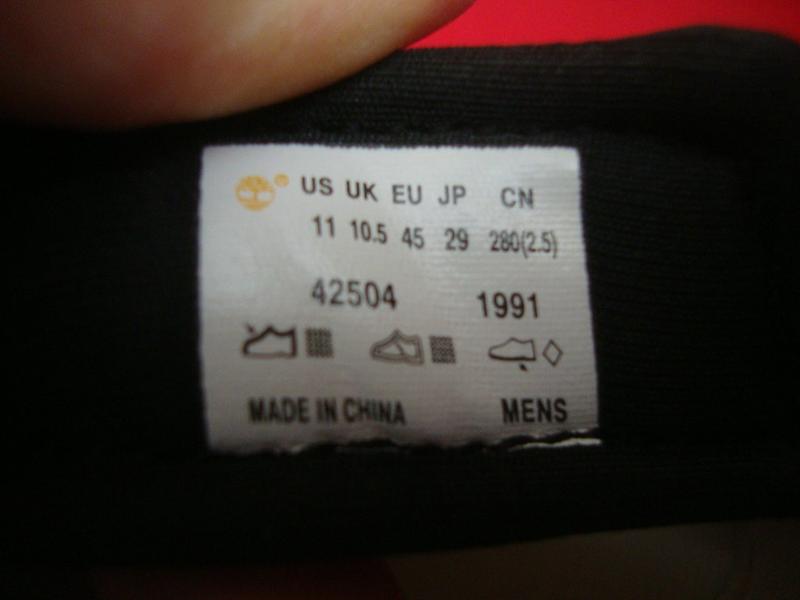 US UK EU JP CN
11 10.5 45 29 280(2.5)
42504 1991
MADE IN CHINA MENS